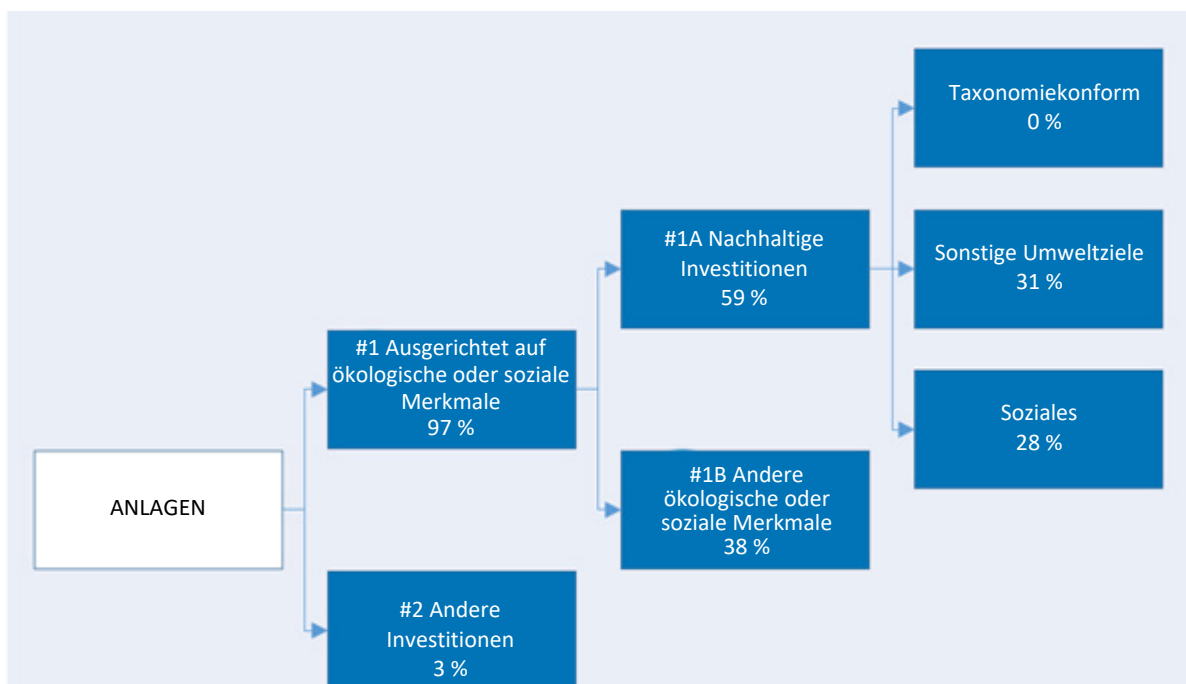 ANLAGEN
#1 Ausgerichtet auf
ökologische oder soziale
Merkmale
97 %
#2 Andere
Investitionen
3 %
#1A Nachhaltige
Investitionen
59 %
#1B Andere
ökologische oder
soziale Merkmale
38 %
Taxonomiekonform
0 %
Sonstige Umweltziele
31 %
Soziales
28 %